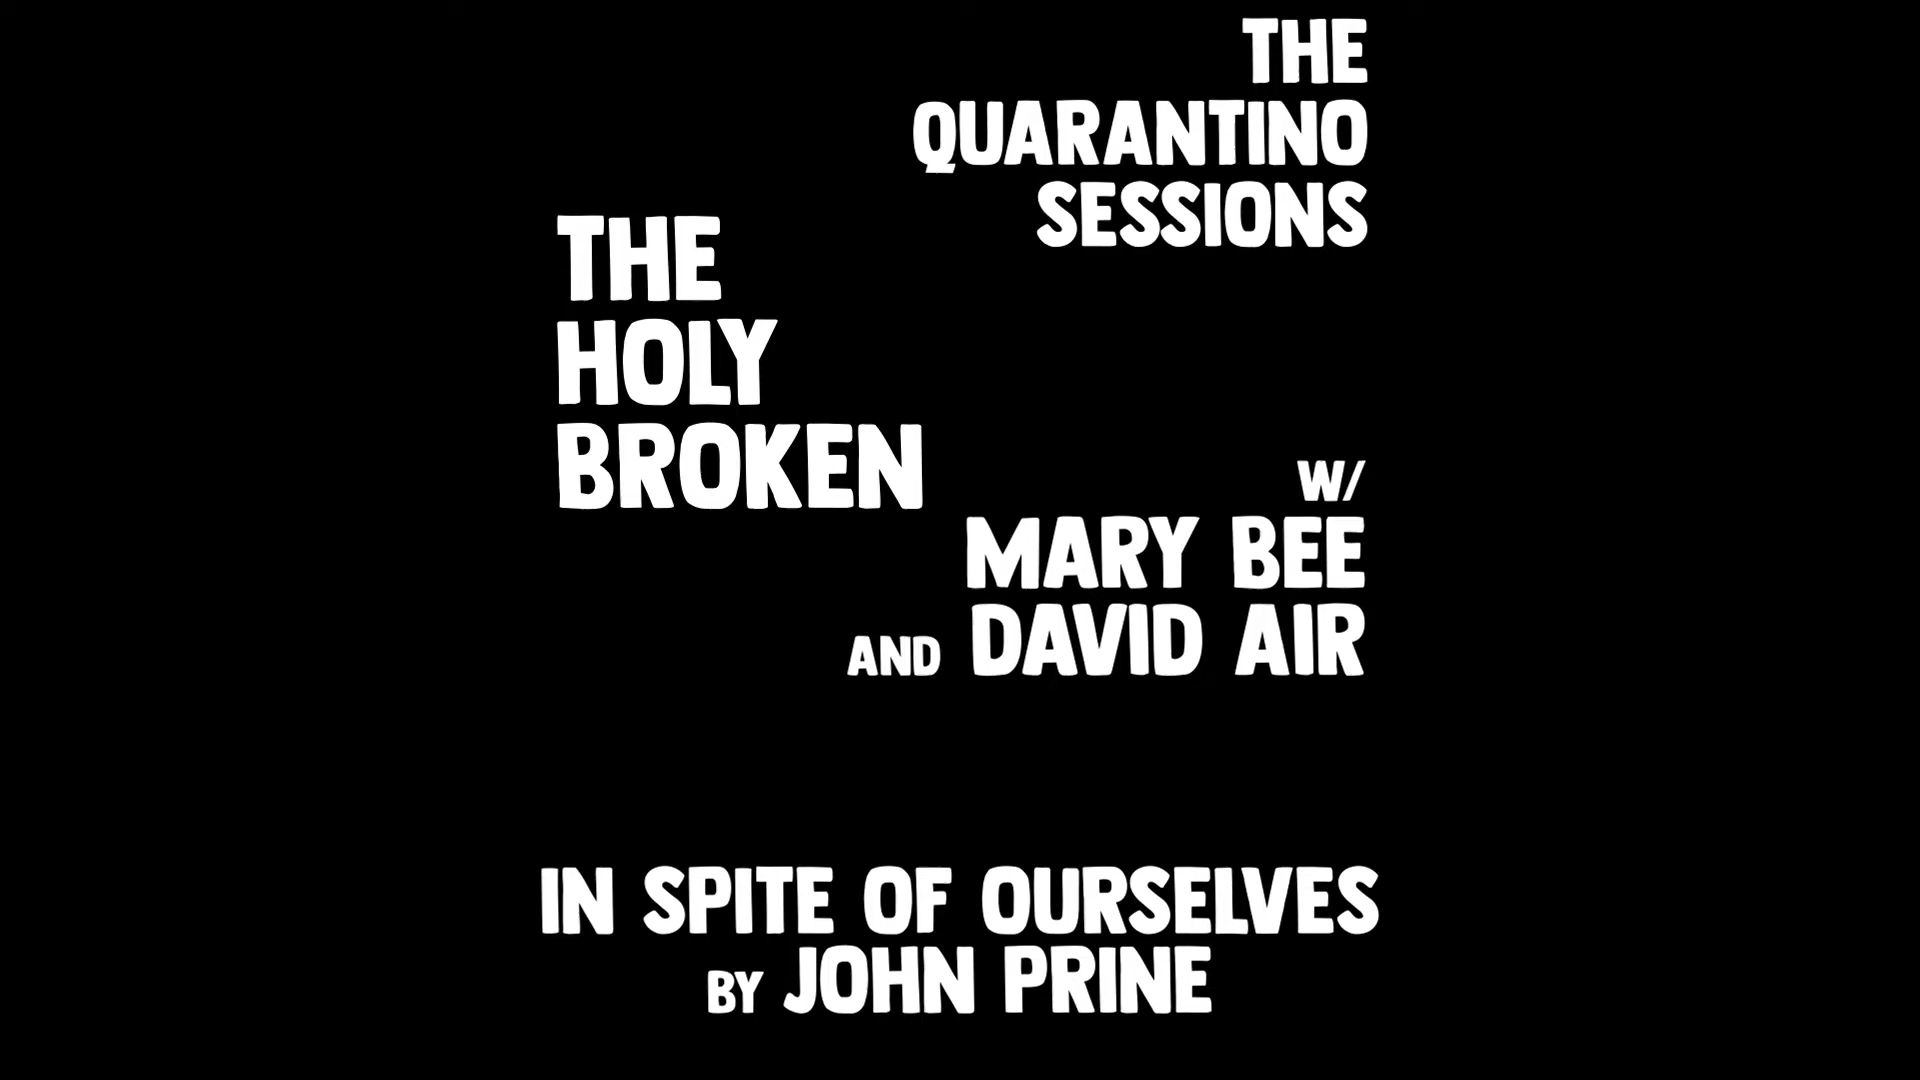 THE
QUARANTINO
SESSIONS
THE
HOLY
BROKEN
W/
MARY BEE
AND DAVID AIR
IN SPITE OF OURSELVES
BY JOHN PRINE